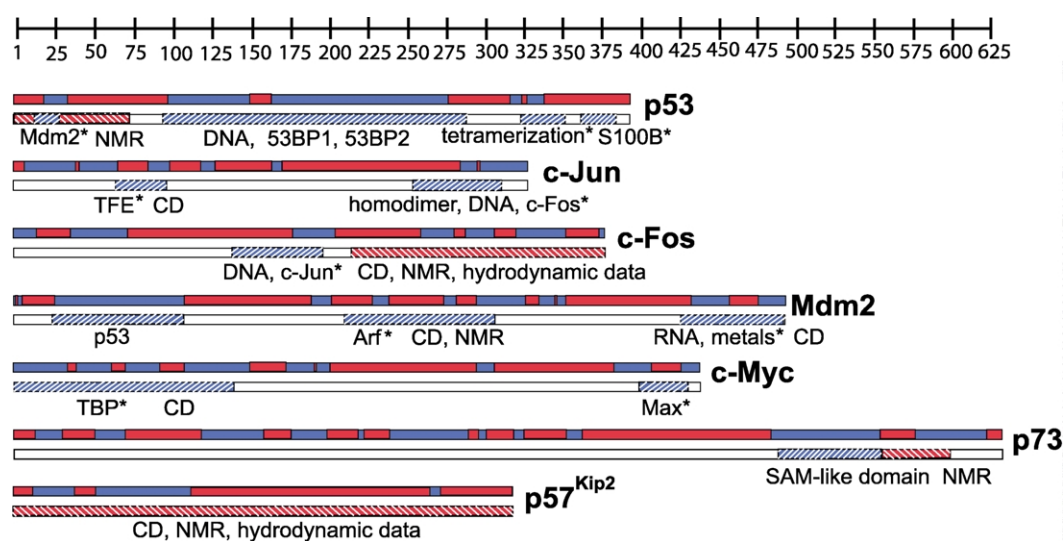 1 25 50 75 100 125 150 175 200 225 250 275 300 325 350 375 400 425 450 475 500 525 550 575 600 625
p53
Mdm2* NMR DNA, 53BP1, 53BP2 tetramerization* S100B*
c-Jun
TFE* CD homodimer, DNA, c-Fos*
c-Fos
DNA, c-Jun* CD, NMR, hydrodynamic data
Mdm2
p53 Arf* CD, NMR RNA, metals* CD
c-Myc
TBP* CD Max*
p73
SAM-like domain NMR
p57Kip2
CD, NMR, hydrodynamic data